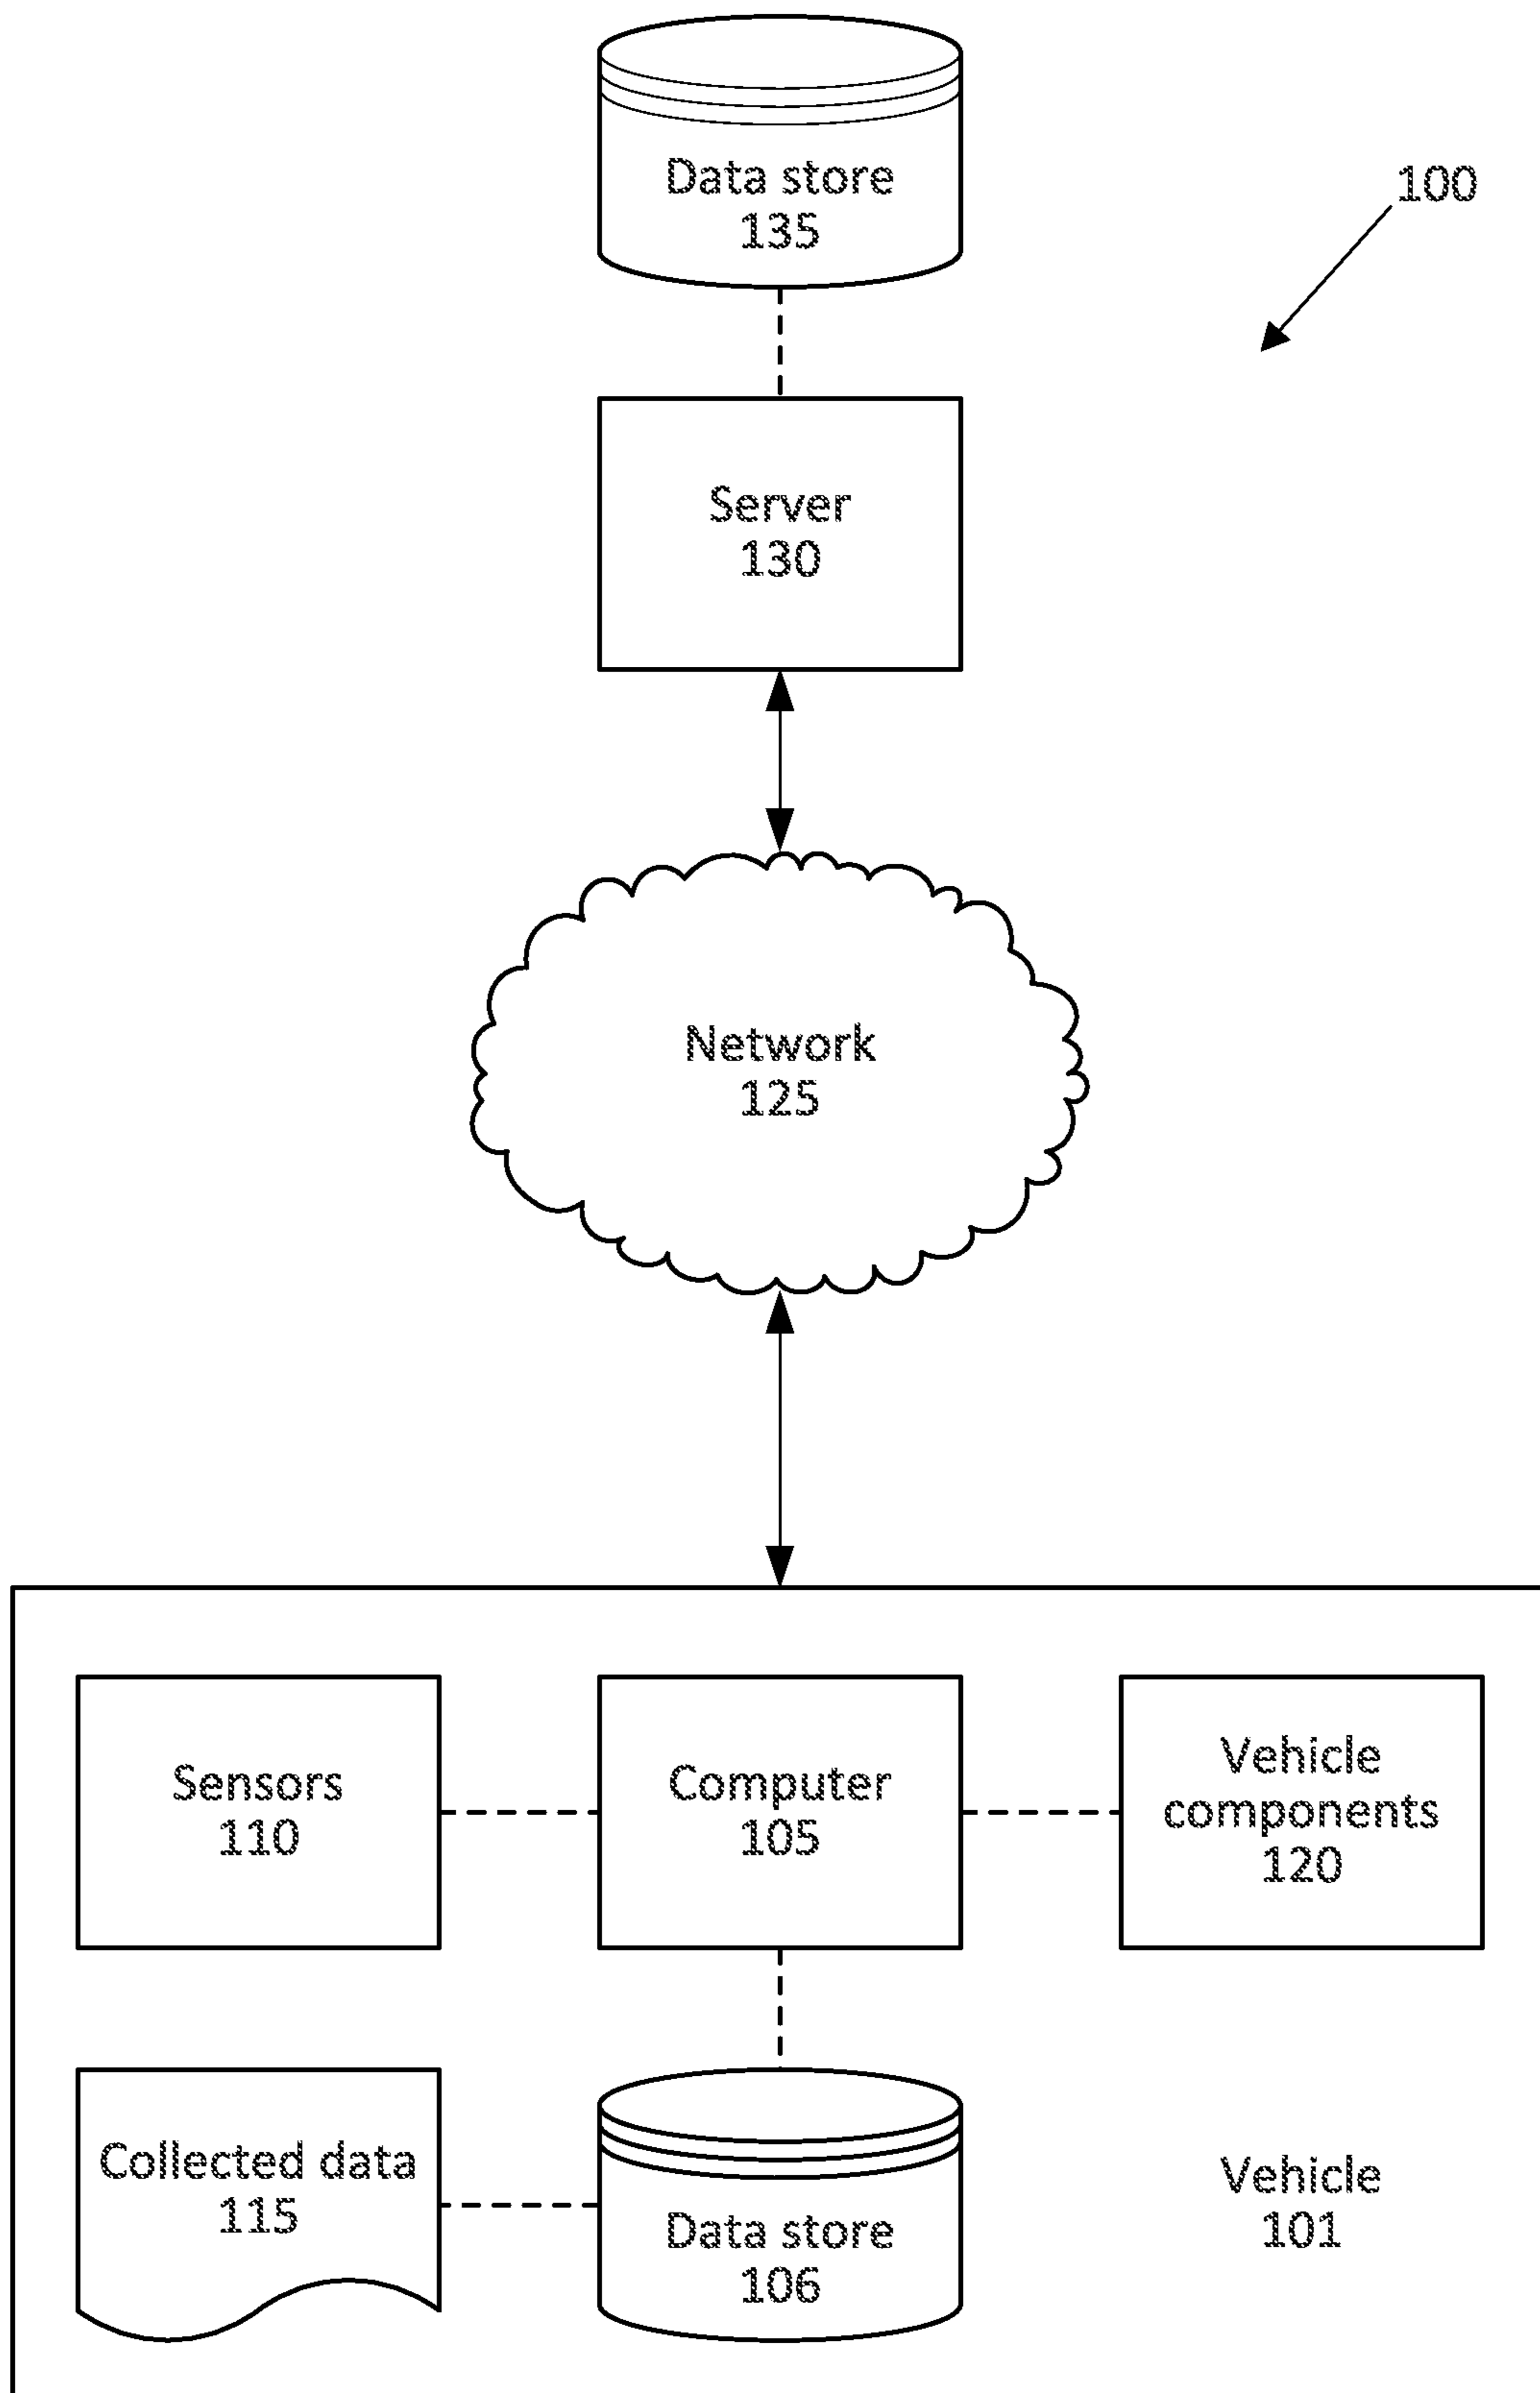 Data store
135
100
Server
130
Network
125
Sensors
110
Computer
105
Vehicle
components
120
Collected data
115
Data store
106
Vehicle
101